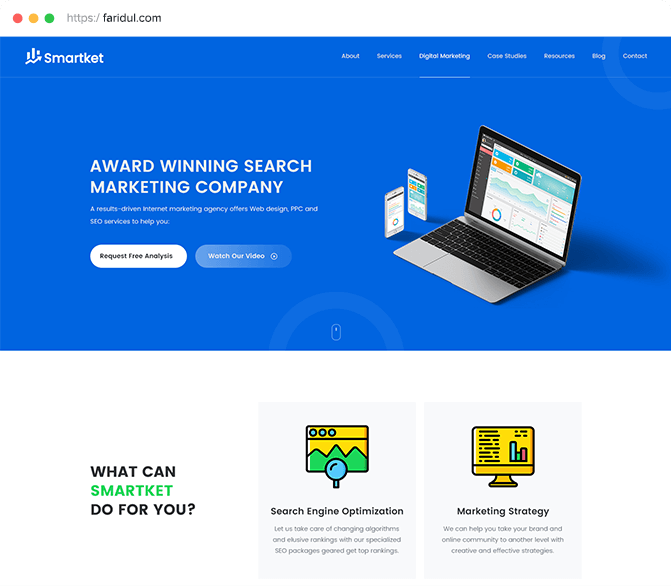 https:/ faridul.com
Smartket
About Services Digital Marketing Case Studies Resources Blog Contact
AWARD WINNING SEARCH
MARKETING COMPANY
A results-driven Internet marketing agency offers Web design, PPC and
SEO services to help you:
Request Free Analysis
Watch Our Video
WHAT CAN
SMARTKET
DO FOR YOU?
Search Engine Optimization
Let us take care of changing algorithms
and elusive rankings with our specialized
SEO packages geared get top rankings.
Marketing Strategy
We can help you take your brand and
online community to another level with
creative and effective strategies.